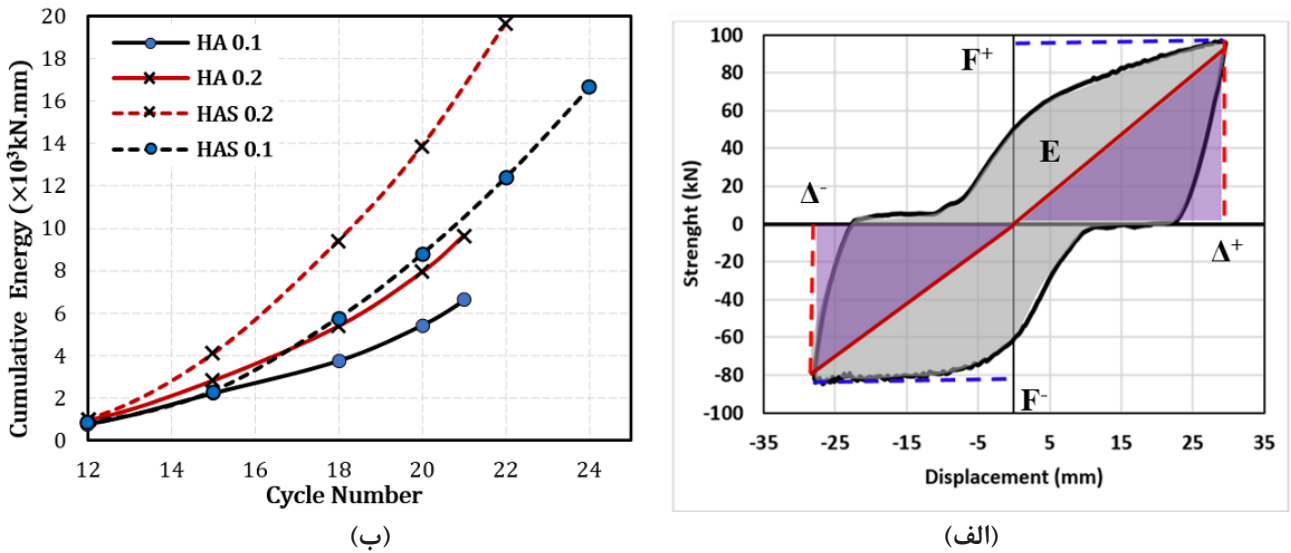 20
18
16
14
12
10
8
6
4
2
0
Cumulative Energy (×10³kN.mm)
HA 0.1
HA 0.2
HAS 0.2
HAS 0.1
12 14 16 18 20 22 24
Cycle Number
(ب)
100
80
60
40
20
0
-20
-40
-60
-80
-100
Strenght (kN)
F⁺
E
Δ⁻
Δ⁺
F⁻
-35 -25 -15 -5 5 15 25 35
Displacement (mm)
(الف)